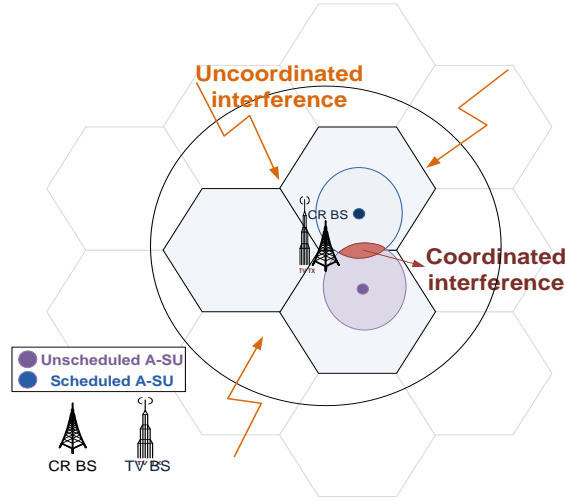 Uncoordinated
interference
CR BS
TV TX
Coordinated
interference
Unscheduled A-SU
Scheduled A-SU
CR BS
TV BS